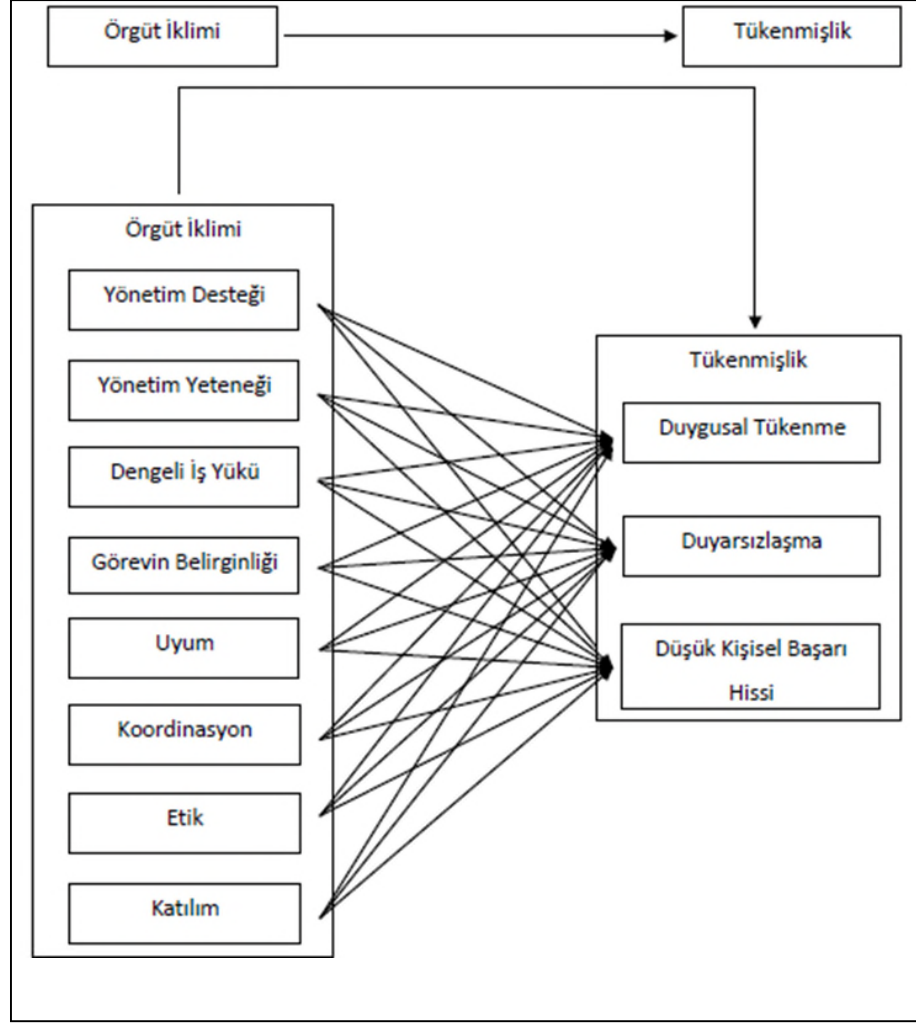 Örgüt İklimi
Tükenmişlik
Örgüt İklimi
Yönetim Desteği
Yönetim Yeteneği
Dengeli İş Yükü
Görevin Belirginliği
Uyum
Koordinasyon
Etik
Katılım
Tükenmişlik
Duygusal Tükenme
Duyarsızlaşma
Düşük Kişisel Başarı
Hissi